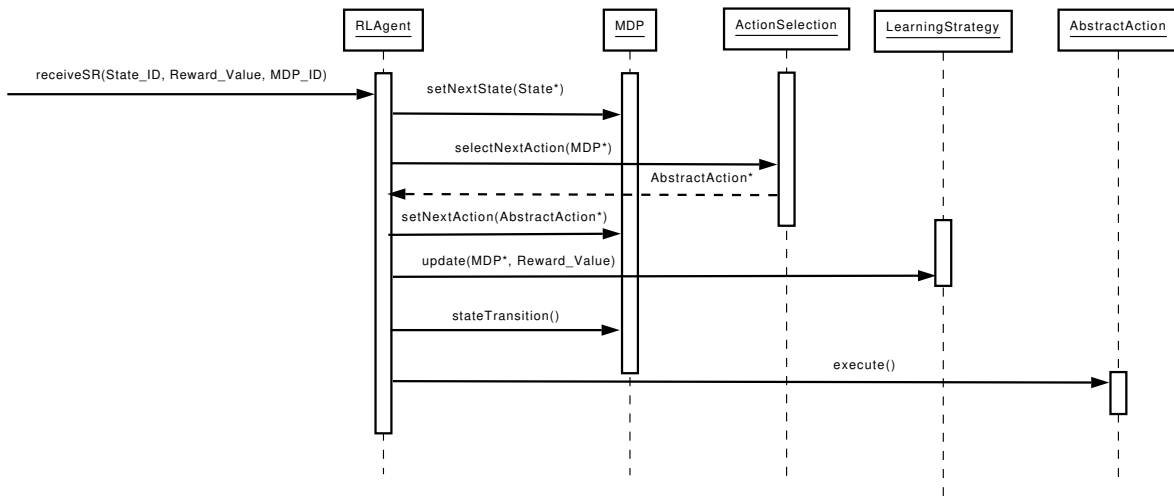 RLAgent
MDP
ActionSelection
LearningStrategy
AbstractAction
receiveSR(State_ID, Reward_Value, MDP_ID)
setNextState(State*)
selectNextAction(MDP*)
AbstractAction*
setNextAction(AbstractAction*)
update(MDP*, Reward_Value)
stateTransition()
execute()